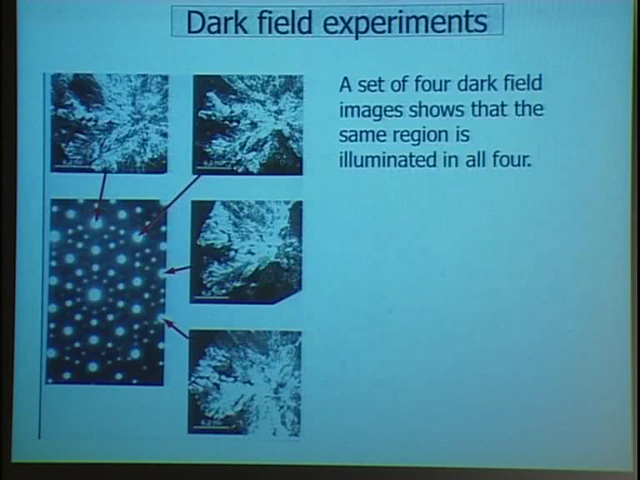 Dark field experiments
A set of four dark field
images shows that the
same region is
illuminated in all four.